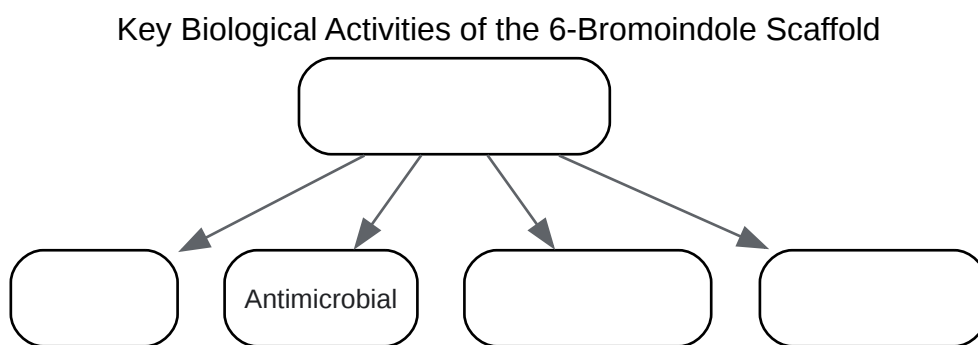 Key Biological Activities of the 6-Bromoindole Scaffold
Antimicrobial